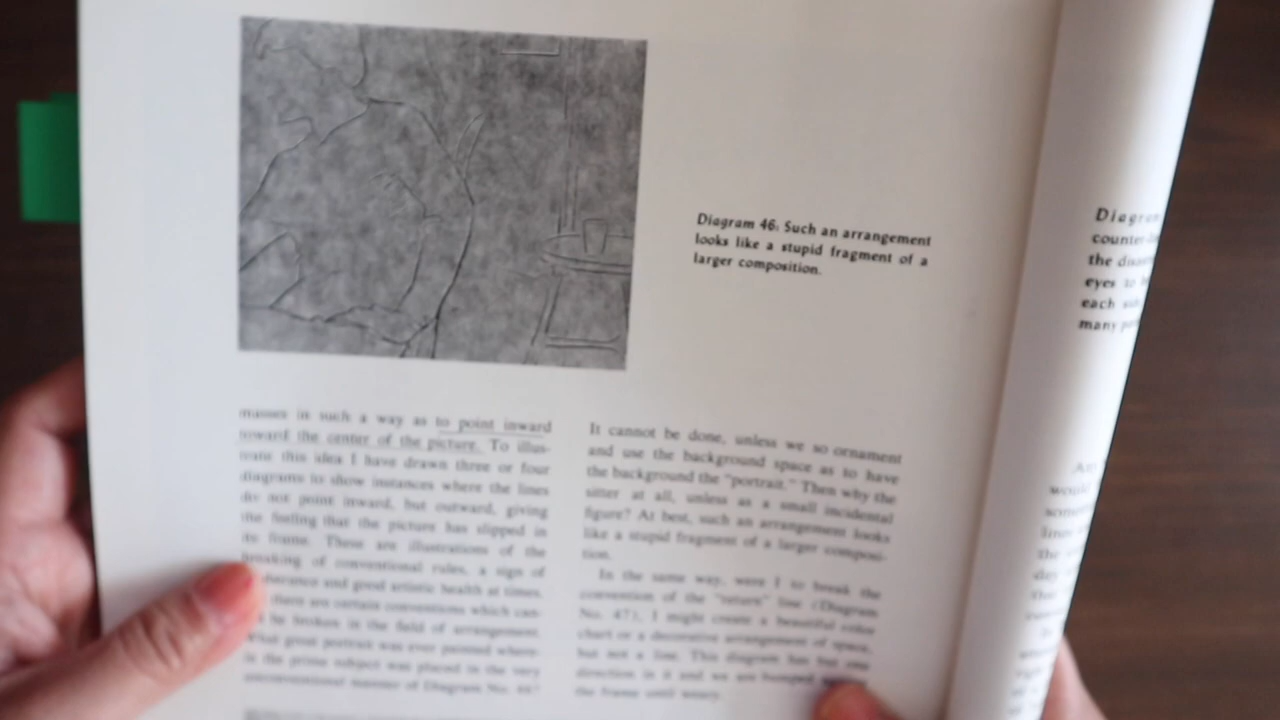 Diagram 46: Such an arrangement
looks like a stupid fragment of a
larger composition.
masses in such a way as to point inward
toward the center of the picture. To illus-
trate this idea I have drawn three or four
diagrams to show instances where the lines
do not point inward, but outward, giving
the feeling that the picture has slipped in
its frame. These are illustrations of the
breaking of conventional rules, a sign of
and good artistic health at times.
there are certain conventions which can-
be broken in the field of arrangement.
What great portrait was ever painted where-
in the prime subject was placed in the very
unconventional manner of Diagram No. 46?
It cannot be done, unless we so ornament
and use the background space as to have
the background the "portrait." Then why the
sitter at all, unless as a small incidental
figure? At best, such an arrangement looks
like a stupid fragment of a larger composi-
tion.
In the same way, were I to break the
convention of the "return" line (Diagram
No. 47), I might create a beautiful color
chart or a decorative arrangement of space,
but not a line. This diagram has but one
direction in it and we are bumped
the frame until weary.
Diagram
counter
the
eyes to
each
many